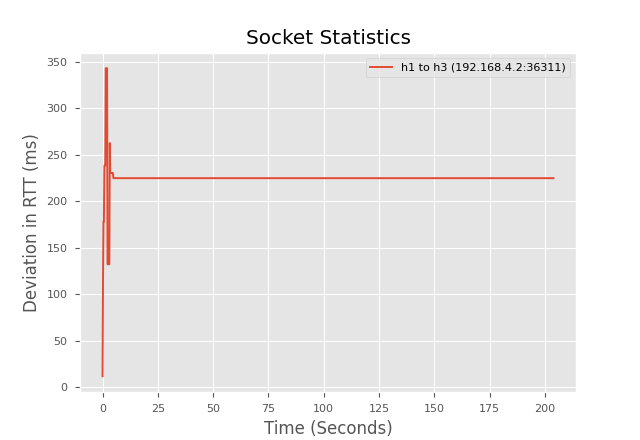 Socket Statistics
h1 to h3 (192.168.4.2:36311)
Deviation in RTT (ms)
350
300
250
200
150
100
50
0
0 25 50 75 100 125 150 175 200
Time (Seconds)